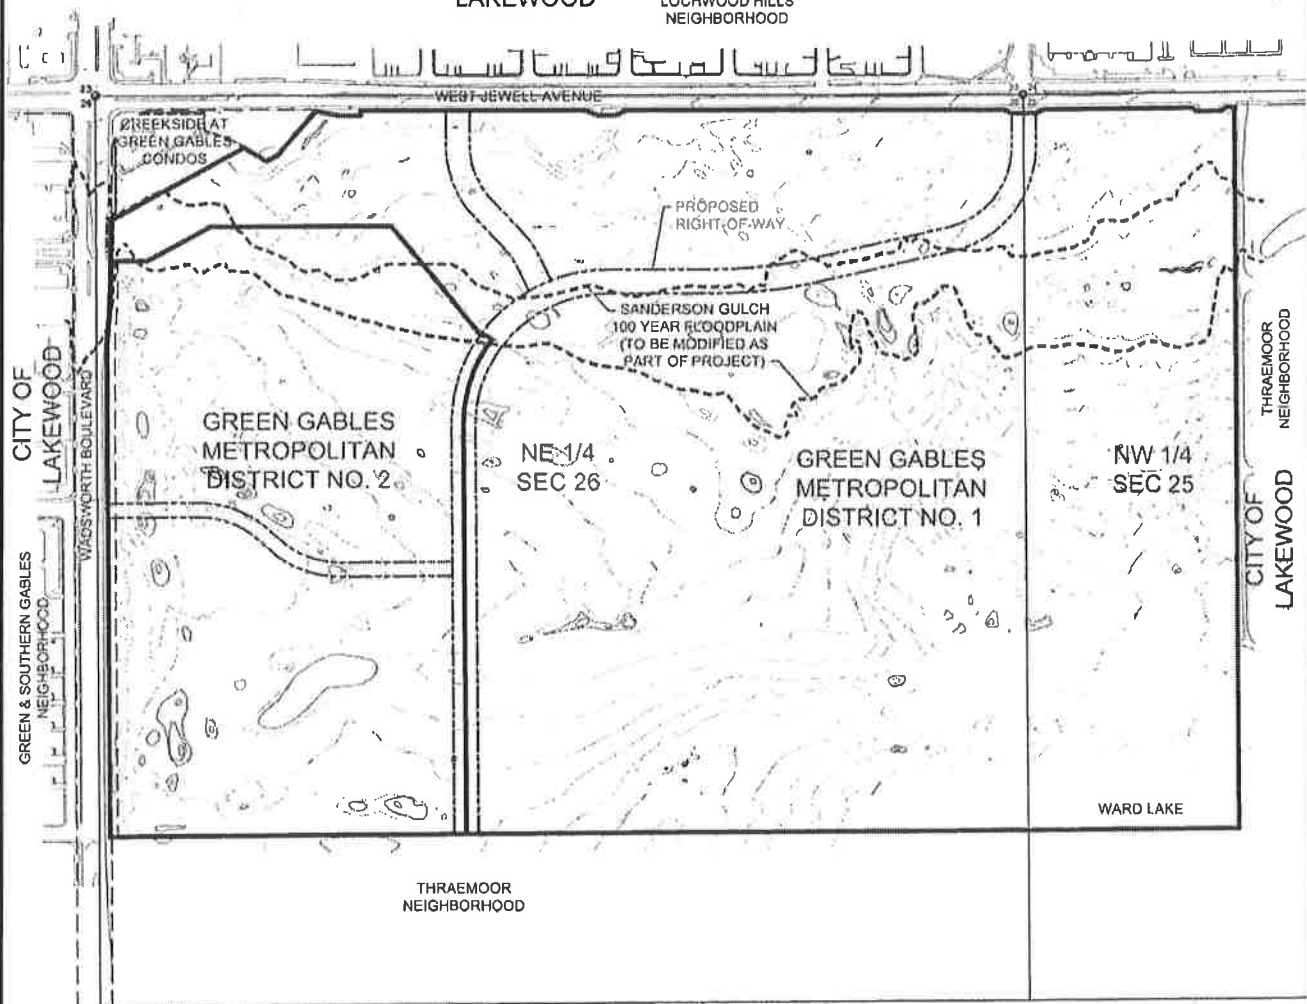 LAKEWOOD
LOCHWOOD HILLS
NEIGHBORHOOD
WEST JEWELL AVENUE
CREEKSIDE AT
GREEN GABLES
CONDOS
PROPOSED
RIGHT-OF-WAY
SANDERSON GULCH
100 YEAR FLOODPLAIN
(TO BE MODIFIED AS
PART OF PROJECT)
CITY OF
LAKEWOOD
WADSWORTH BOULEVARD
GREEN & SOUTHERN GABLES
NEIGHBORHOOD
GREEN GABLES
METROPOLITAN
DISTRICT NO. 2
NE 1/4
SEC 26
GREEN GABLES
METROPOLITAN
DISTRICT NO. 1
NW 1/4
SEC 25
THRAEMOOR
NEIGHBORHOOD
CITY OF
LAKEWOOD
WARD LAKE
THRAEMOOR
NEIGHBORHOOD